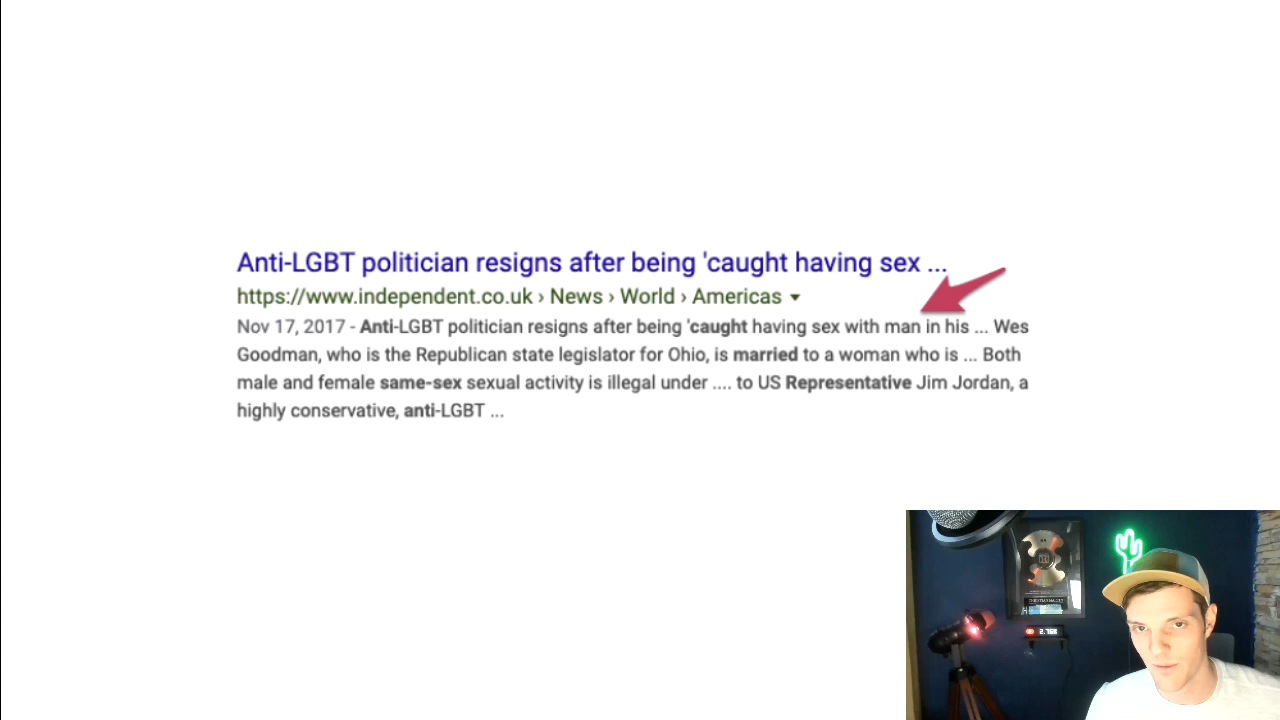 Anti-LGBT politician resigns after being 'caught having sex ...
https://www.independent.co.uk › News › World › Americas
Nov 17, 2017 - Anti-LGBT politician resigns after being 'caught having sex with man in his ... Wes
Goodman, who is the Republican state legislator for Ohio, is married to a woman who is ... Both
male and female same-sex sexual activity is illegal under .... to US Representative Jim Jordan, a
highly conservative, anti-LGBT ...